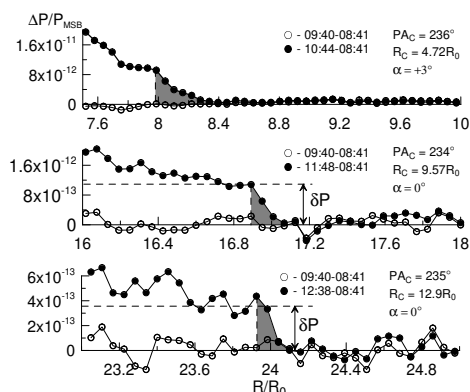 ΔP/P_MSB
○ - 09:40-08:41 PA_C = 236°
● - 10:44-08:41 R_C = 4.72R₀
α = +3°
1.6x10⁻¹¹
8x10⁻¹²
0
7.6 8 8.4 8.8 9.2 9.6 10
○ - 09:40-08:41 PA_C = 234°
● - 11:48-08:41 R_C = 9.57R₀
α = 0°
1.6x10⁻¹²
8x10⁻¹³
0
δP
16 16.4 16.8 17.2 17.6 18
○ - 09:40-08:41 PA_C = 235°
● - 12:38-08:41 R_C = 12.9R₀
α = 0°
6x10⁻¹³
4x10⁻¹³
2x10⁻¹³
0
δP
23.2 23.6 24 24.4 24.8
R/R₀